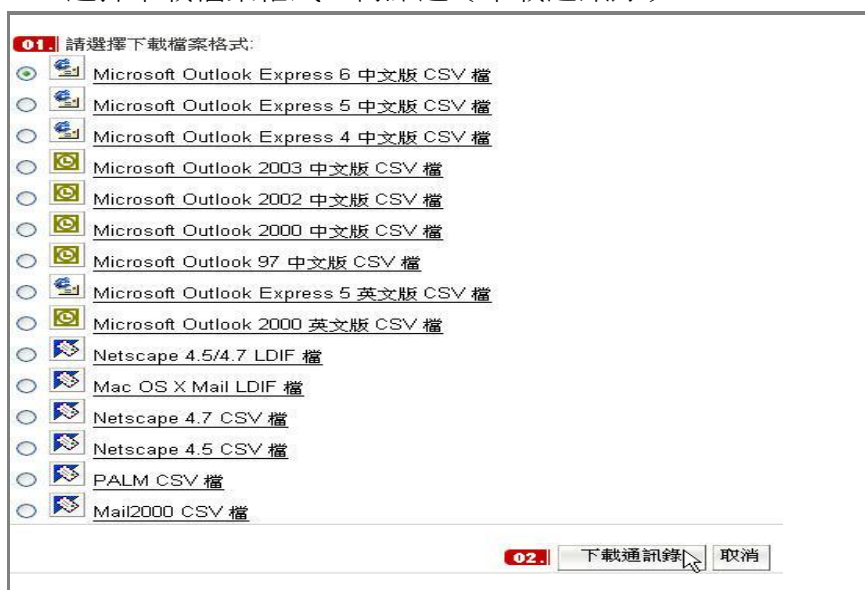 01. 請選擇下載檔案格式:
Microsoft Outlook Express 6 中文版 CSV 檔
Microsoft Outlook Express 5 中文版 CSV 檔
Microsoft Outlook Express 4 中文版 CSV 檔
Microsoft Outlook 2003 中文版 CSV 檔
Microsoft Outlook 2002 中文版 CSV 檔
Microsoft Outlook 2000 中文版 CSV 檔
Microsoft Outlook 97 中文版 CSV 檔
Microsoft Outlook Express 5 英文版 CSV 檔
Microsoft Outlook 2000 英文版 CSV 檔
Netscape 4.5/4.7 LDIF 檔
Mac OS X Mail LDIF 檔
Netscape 4.7 CSV 檔
Netscape 4.5 CSV 檔
PALM CSV 檔
Mail2000 CSV 檔
02. 下載通訊錄 取消